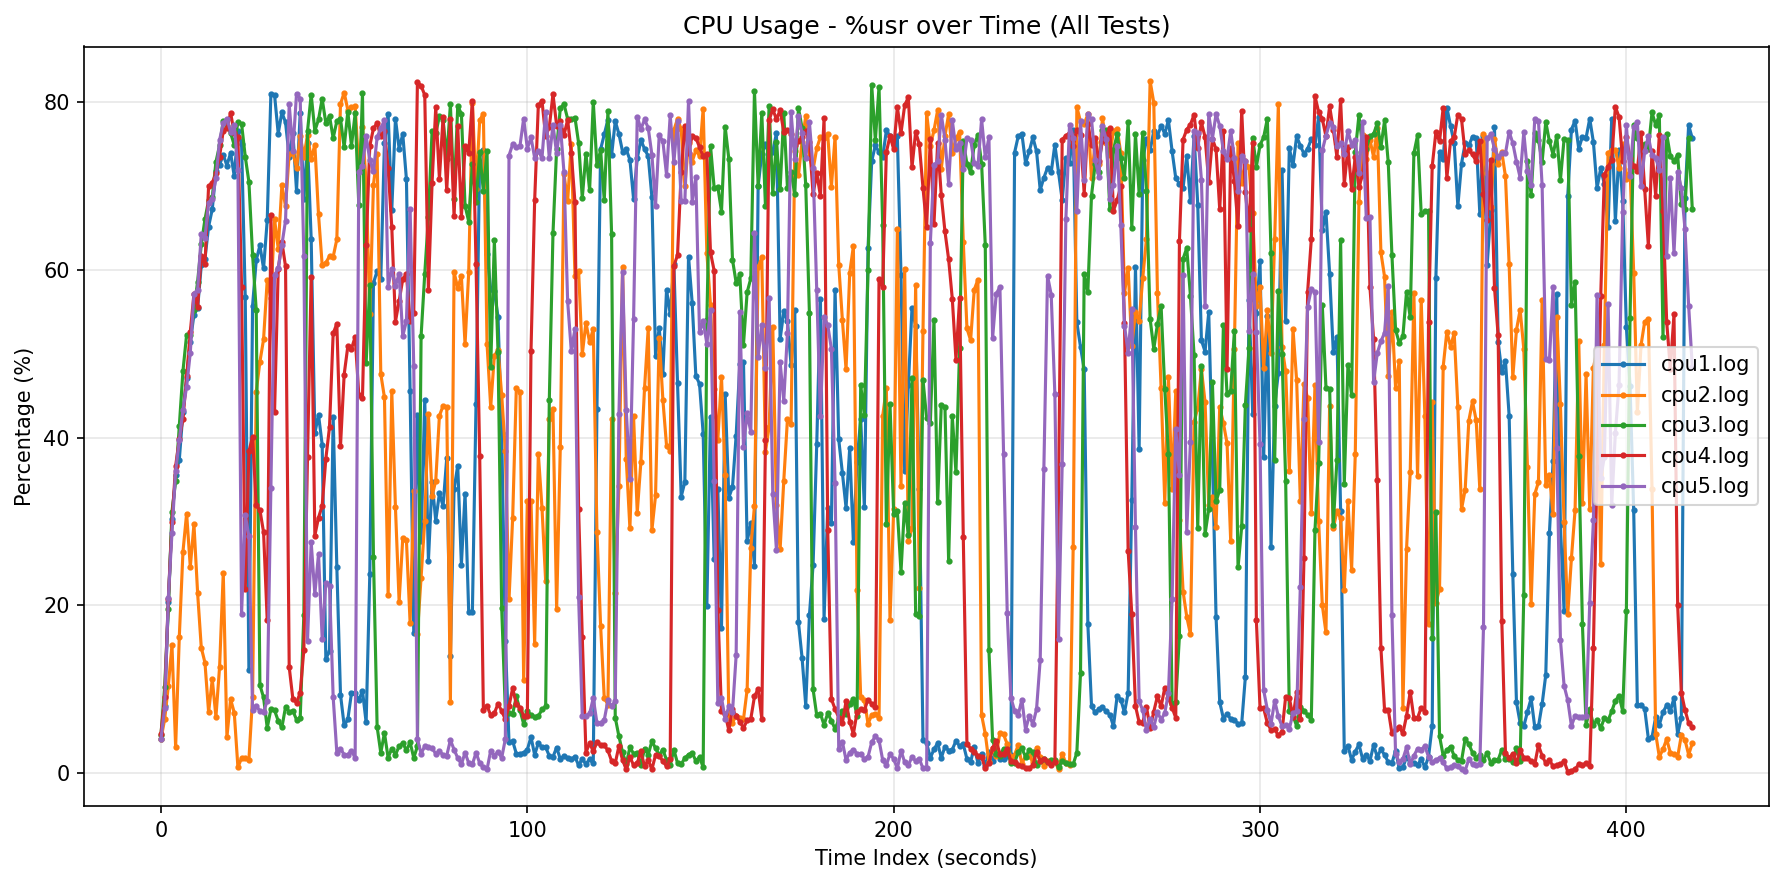 CPU Usage - %usr over Time (All Tests)
Percentage (%)
80
60
40
20
0
0
100
200
300
400
Time Index (seconds)
cpu1.log
cpu2.log
cpu3.log
cpu4.log
cpu5.log